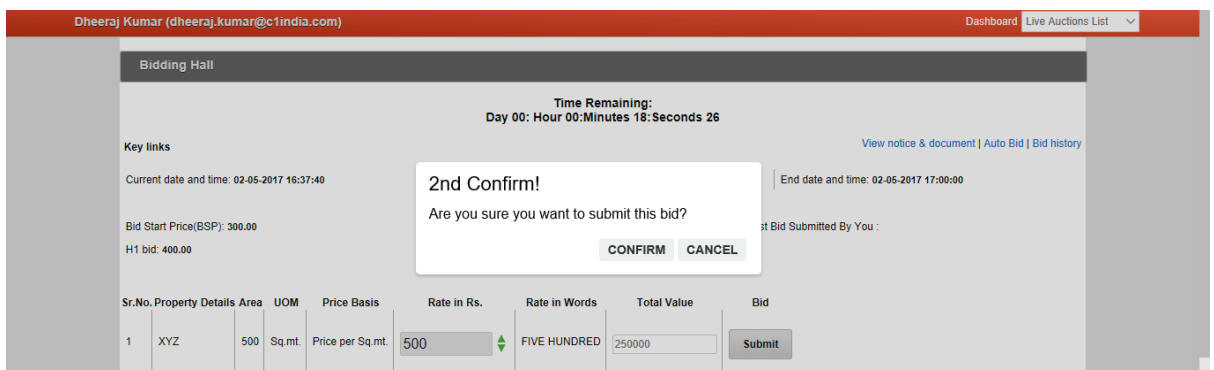 Dheeraj Kumar (dheeraj.kumar@c1india.com) Dashboard Live Auctions List
Bidding Hall
Time Remaining:
Day 00: Hour 00:Minutes 18:Seconds 26
Key links View notice & document | Auto Bid | Bid history
Current date and time: 02-05-2017 16:37:40 End date and time: 02-05-2017 17:00:00
2nd Confirm!
Are you sure you want to submit this bid?
CONFIRM CANCEL
Bid Start Price(BSP): 300.00 Bid Submitted By You :
H1 bid: 400.00
Sr.No. Property Details Area UOM Price Basis Rate in Rs. Rate in Words Total Value Bid
1 XYZ 500 Sq.mt. Price per Sq.mt. 500 FIVE HUNDRED 250000 Submit